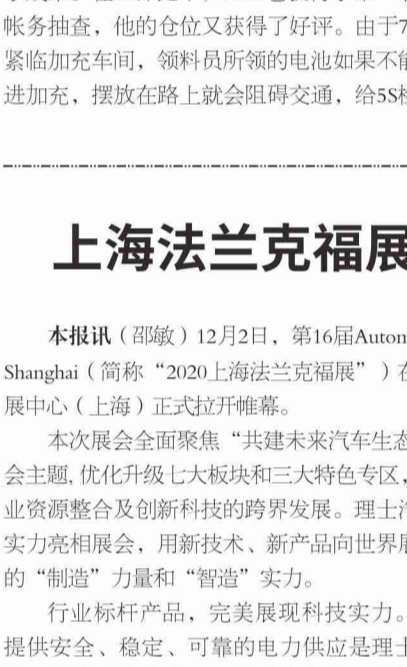 帐务抽查，他的仓位又获得了好评。由于7
紧临加充车间，领料员所领的电池如果不能
进加充，摆放在路上就会阻碍交通，给5S
上海法兰克福展
本报讯（邵敏）12月2日，第16届Autom
Shanghai（简称“2020上海法兰克福展”）在
展中心（上海）正式拉开帷幕。
本次展会全面聚焦“共建未来汽车生态
会主题，优化升级七大板块和三大特色专区，
业资源整合及创新科技的跨界发展。理士汽
实力亮相展会，用新技术、新产品向世界展
的“制造”力量和“智造”实力。
行业标杆产品，完美展现科技实力。
提供安全、稳定、可靠的电力供应是理士